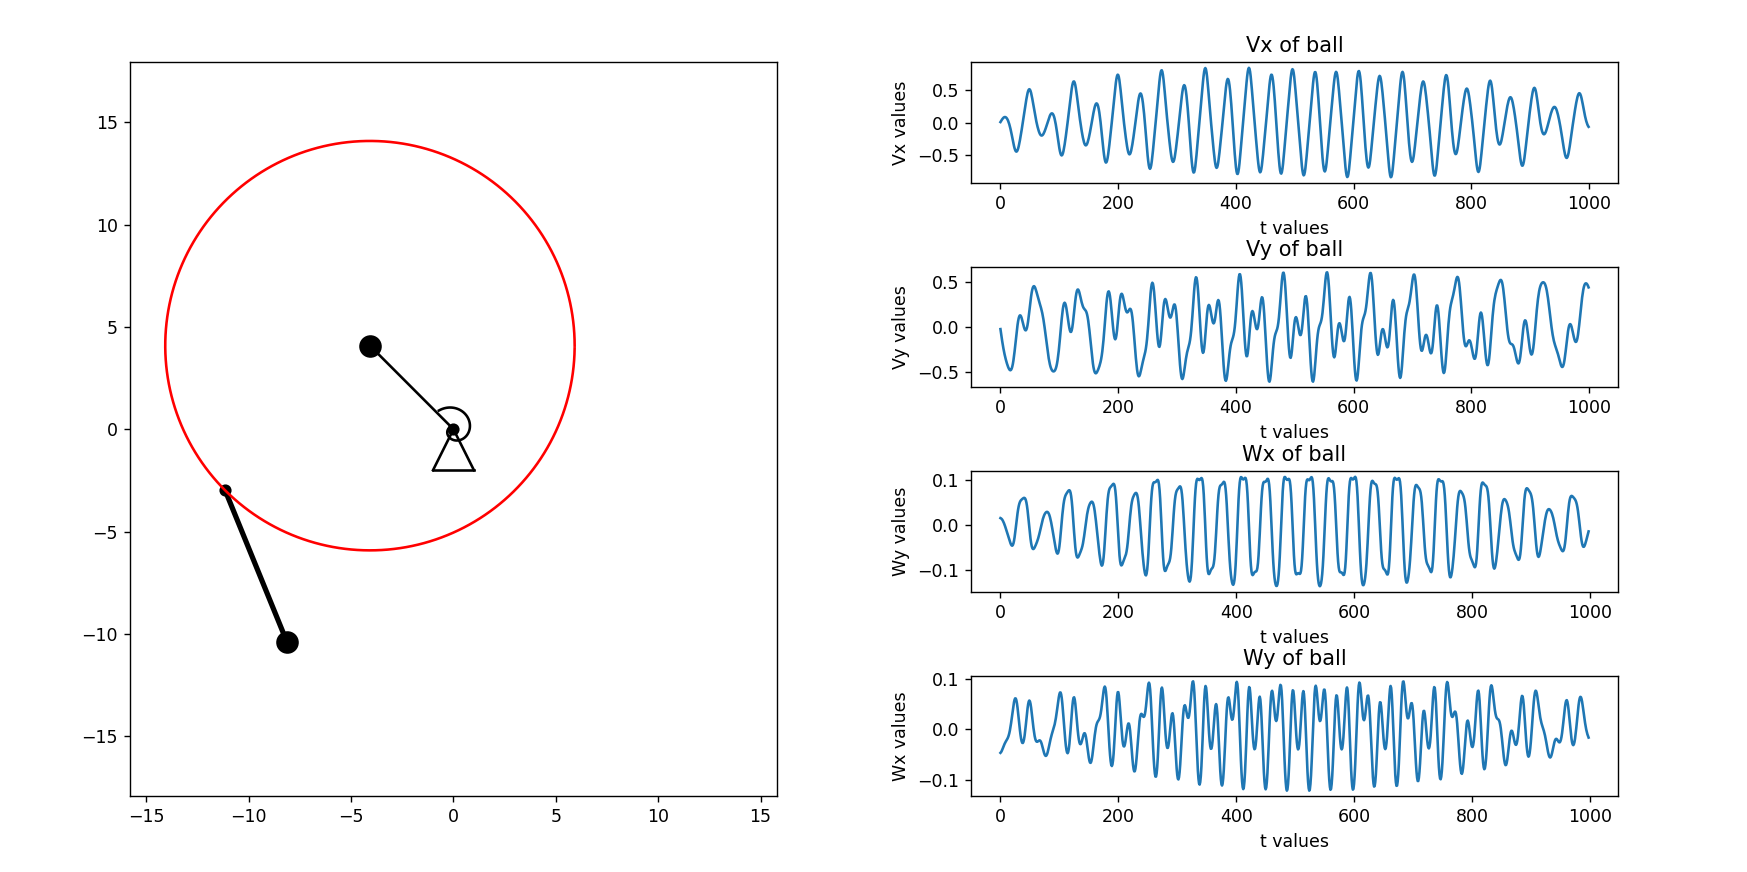 15
10
5
0
−5
−10
−15
−15 −10 −5 0 5 10 15
Vx of ball
Vx values
0.5
0.0
−0.5
0 200 400 600 800 1000
t values
Vy of ball
Vy values
0.5
0.0
−0.5
0 200 400 600 800 1000
t values
Wx of ball
Wy values
0.1
0.0
−0.1
0 200 400 600 800 1000
t values
Wy of ball
Wx values
0.1
0.0
−0.1
0 200 400 600 800 1000
t values